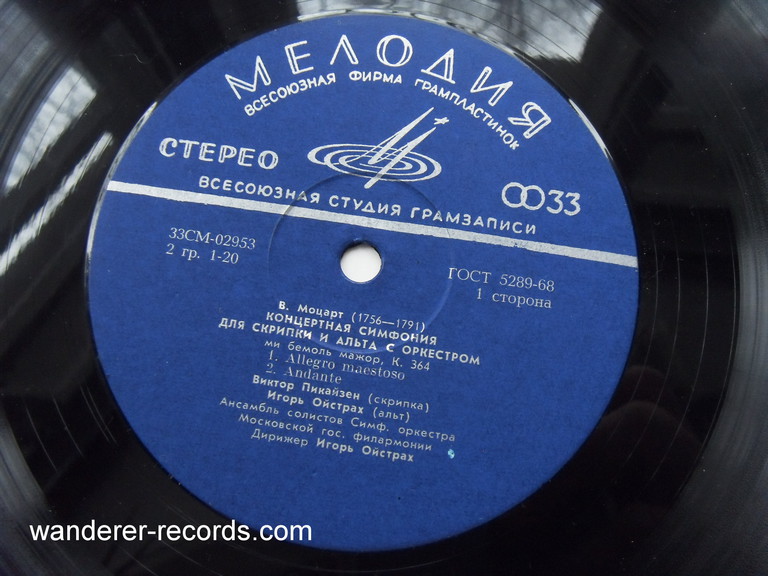 МЕЛОДИЯ
ВСЕСОЮЗНАЯ ФИРМА ГРАМПЛАСТИНОК
СТЕРЕО
33
ВСЕСОЮЗНАЯ СТУДИЯ ГРАМЗАПИСИ
33СМ-02953
2 гр. 1-20
ГОСТ 5289-68
1 сторона
В. Моцарт (1756—1791)
КОНЦЕРТНАЯ СИМФОНИЯ
ДЛЯ СКРИПКИ И АЛЬТА С ОРКЕСТРОМ
ми бемоль мажор, К. 364
1. Allegro maestoso
2. Andante
Виктор Пикайзен (скрипка)
Игорь Ойстрах (альт)
Ансамбль солистов Симф. оркестра
Московской гос. филармонии
Дирижер Игорь Ойстрах
wanderer-records.com